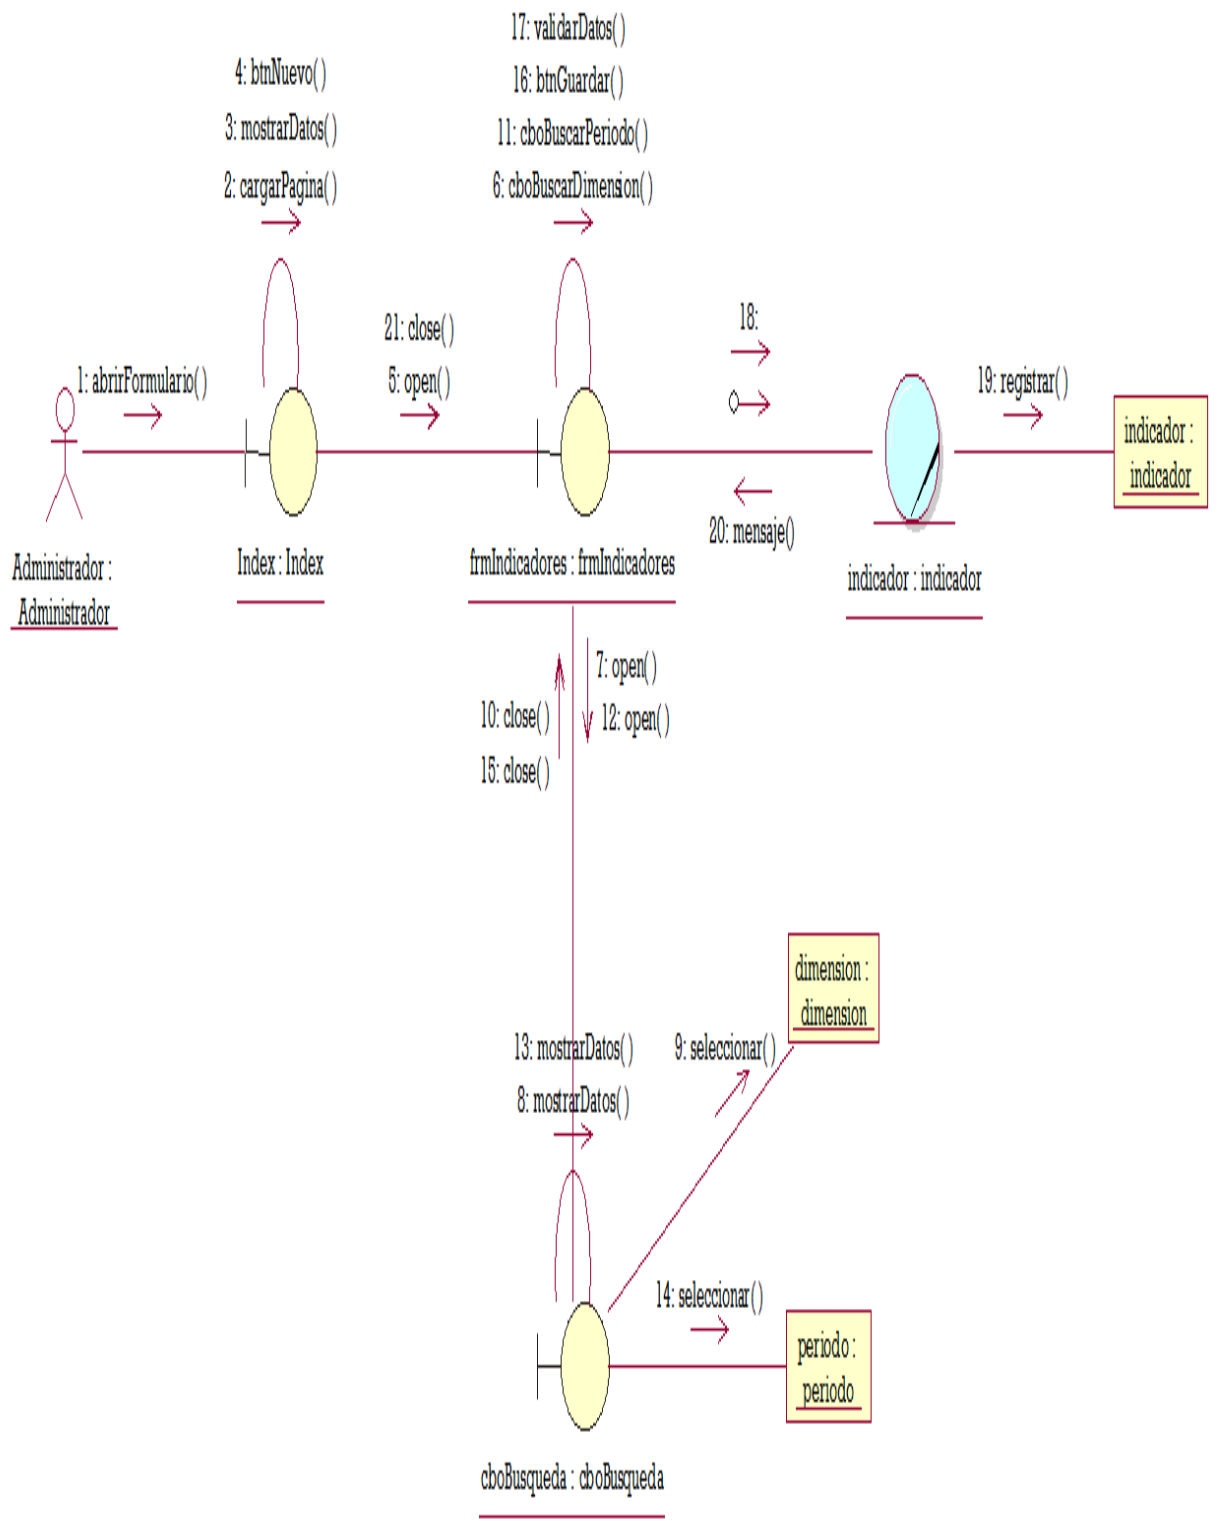 17: validarDatos( )
4: btnNuevo( )
16: btnGuardar( )
3: mostrarDatos( )
11: cboBuscarPeriodo( )
2: cargarPagina( )
6: cboBuscarDimension( )
18:
21: close( )
1: abrirFormulario( )
5: open( )
19: registrar( )
indicador :
indicador
20: mensaje()
Administrador :
Administrador
Index : Index
frmIndicadores : frmIndicadores
indicador : indicador
7: open( )
10: close( )
12: open( )
15: close( )
dimension :
dimension
13: mostrarDatos( )
9: seleccionar( )
8: mostrarDatos( )
14: seleccionar( )
periodo :
periodo
cboBusqueda : cboBusqueda